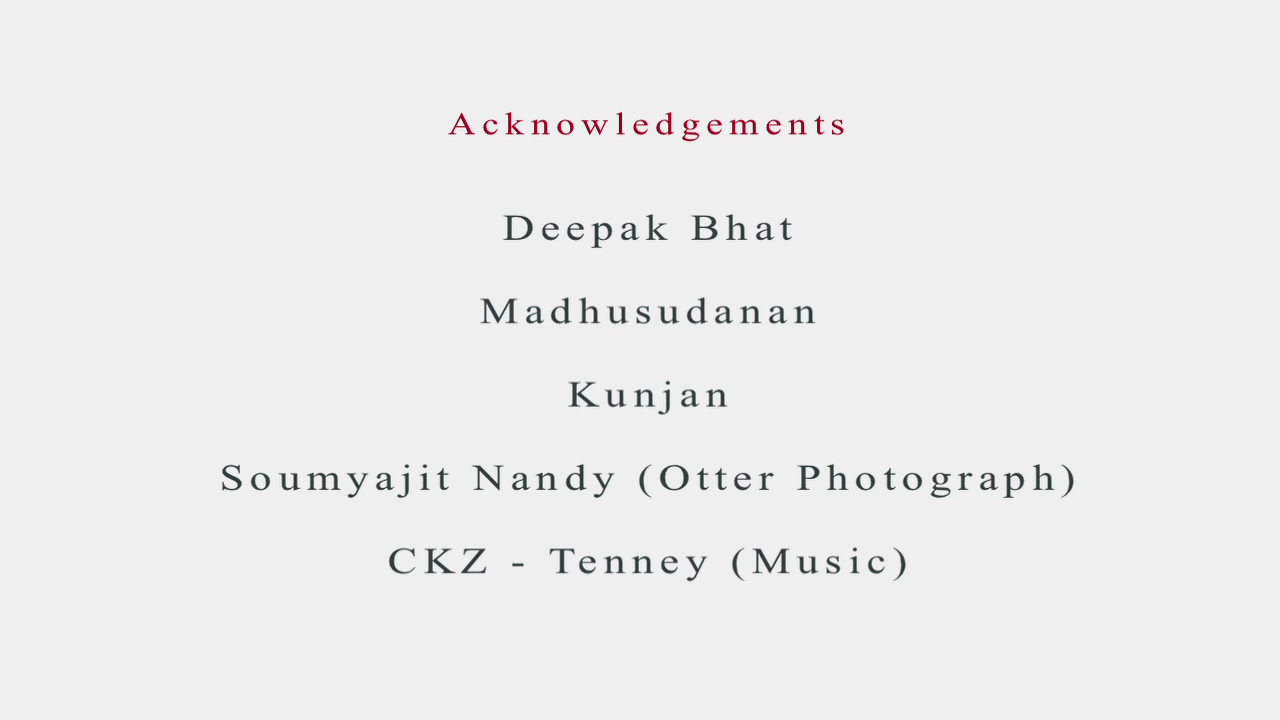 Acknowledgements
Deepak Bhat
Madhusudanan
Kunjan
Soumyajit Nandy (Otter Photograph)
CKZ - Tenney (Music)